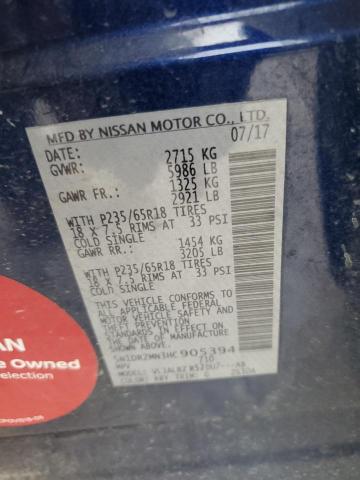 MFD BY NISSAN MOTOR CO., LTD.
07/17
DATE:
GVWR: 2715 KG
5986 LB
GAWR FR.: 1325 KG
2921 LB
WITH P235/65R18 TIRES
18 X 7.5 RIMS AT 33 PSI
COLD SINGLE
GAWR RR.: 1454 KG
3205 LB
WITH P235/65R18 TIRES
18 X 7.5 RIMS AT 33 PSI
COLD SINGLE
THIS VEHICLE CONFORMS TO
ALL APPLICABLE FEDERAL
MOTOR VEHICLE SAFETY
STANDARDS IN EFFECT ON
THE DATE OF MANUFACTURE
SHOWN ABOVE.
5N1DR2MN3HC905394
MPV
MODEL:
COLOR: TRIM: G
AN
e Owned
election